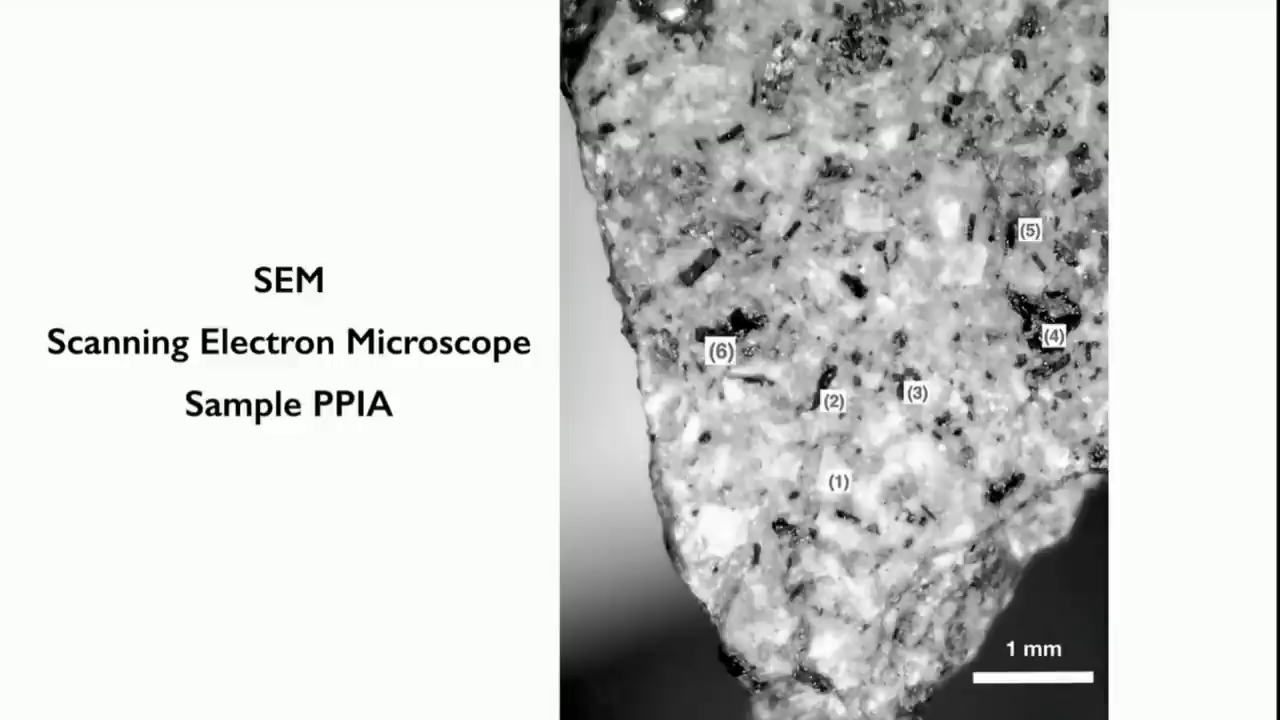 SEM
Scanning Electron Microscope
Sample PPIA
(5)
(4)
(6)
(2)
(3)
(1)
1 mm